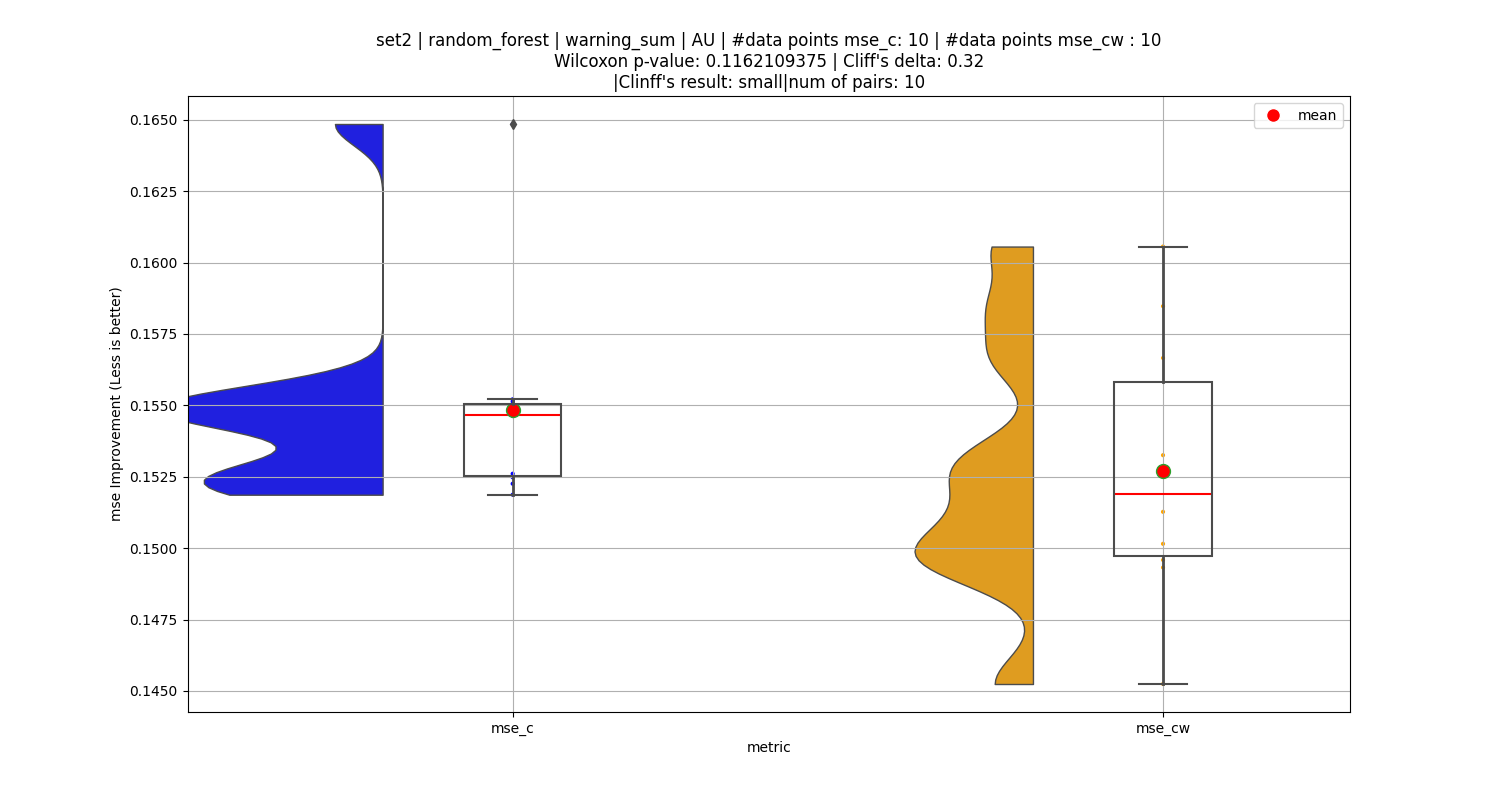 set2 | random_forest | warning_sum | AU | #data points mse_c: 10 | #data points mse_cw : 10
Wilcoxon p-value: 0.1162109375 | Cliff's delta: 0.32
|Clinff's result: small|num of pairs: 10
mean
0.1650
0.1625
0.1600
0.1575
0.1550
0.1525
0.1500
0.1475
0.1450
mse Improvement (Less is better)
mse_c
mse_cw
metric